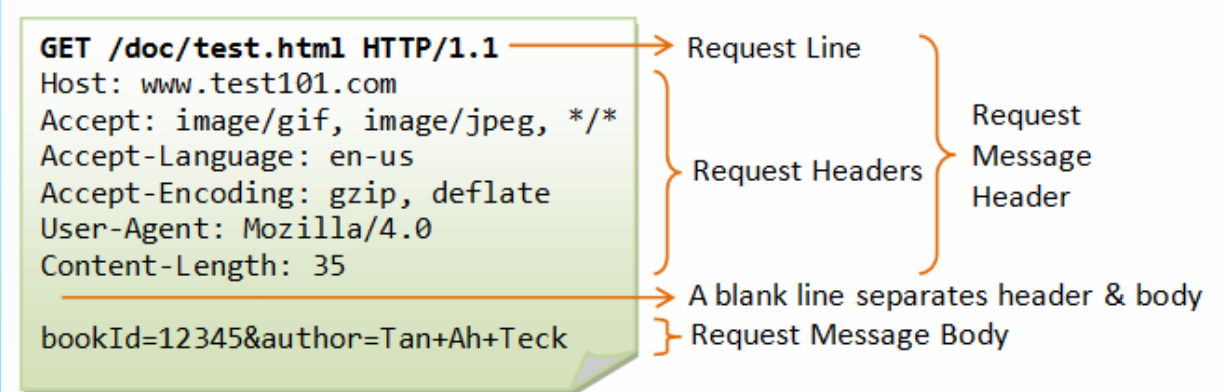 GET /doc/test.html HTTP/1.1
Host: www.test101.com
Accept: image/gif, image/jpeg, */*
Accept-Language: en-us
Accept-Encoding: gzip, deflate
User-Agent: Mozilla/4.0
Content-Length: 35
bookId=12345&author=Tan+Ah+Teck
Request Line
Request Headers
A blank line separates header & body
Request Message Body
Request
Message
Header